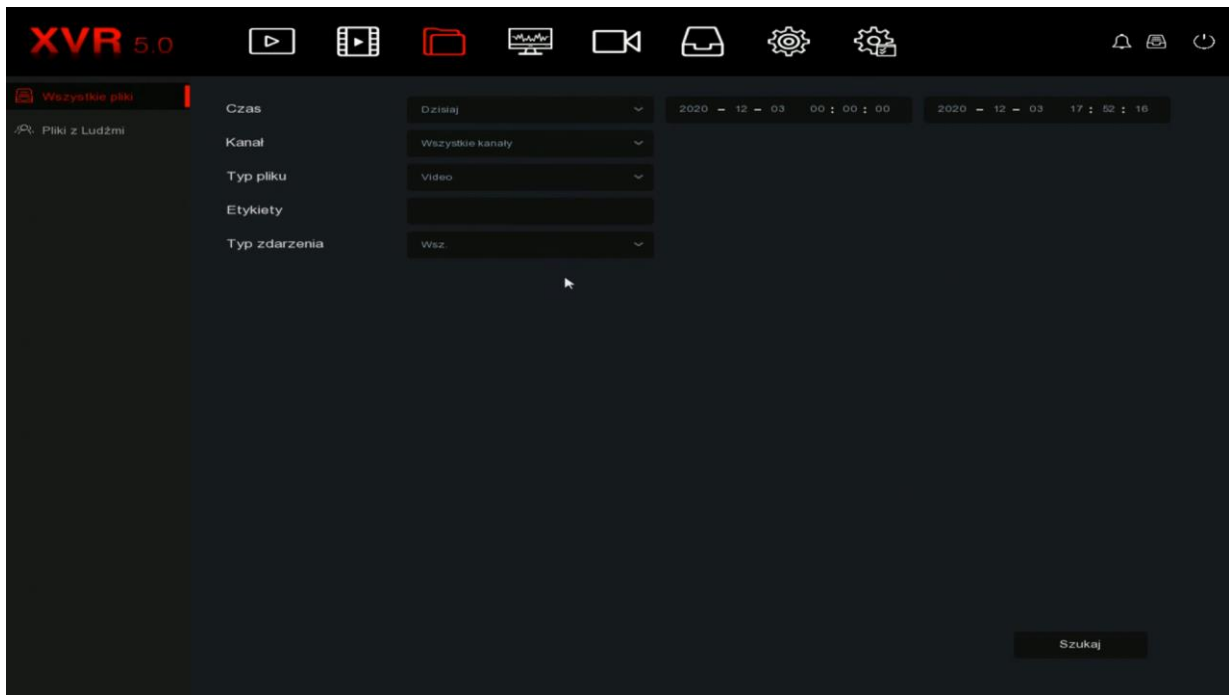 XVR 5.0
Wszystkie pliki
Pliki z Ludźmi
Czas Dzisiaj 2020 - 12 - 03 00 : 00 : 00 2020 - 12 - 03 17 : 52 : 16
Kanał Wszystkie kanały
Typ pliku Video
Etykiety
Typ zdarzenia Wsz.
Szukaj